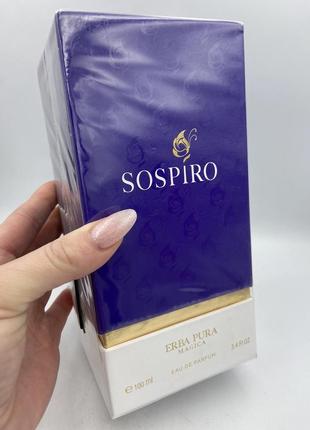 SOSPIRO
ERBA PURA
MAGICA
EAU DE PARFUM
℮ 100 ml
3.4 Fl.OZ